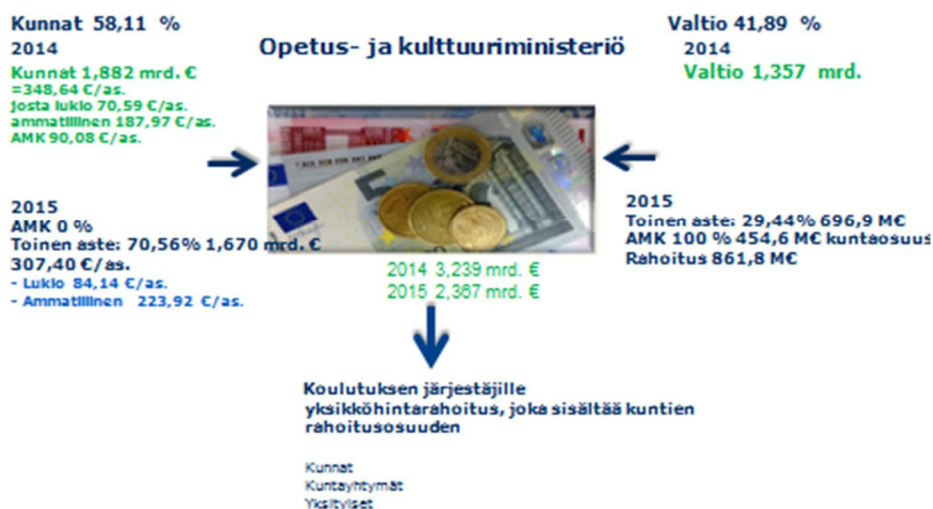 Kunnat 58,11 %
2014
Kunnat 1,882 mrd. €
=348,64 €/as.
josta lukio 70,59 €/as.
ammatillinen 187,97 €/as.
AMK 90,08 €/as.
Opetus- ja kulttuuriministeriö
Valtio 41,89 %
2014
Valtio 1,357 mrd.
2015
AMK 0 %
Toinen aste: 70,56% 1,670 mrd. €
307,40 €/as.
- Lukio 84,14 €/as.
- Ammatillinen 223,92 €/as.
2015
Toinen aste: 29,44% 696,9 M€
AMK 100 % 454,6 M€ kuntaosuus
Rahoitus 861,8 M€
2014 3,239 mrd. €
2015 2,367 mrd. €
Koulutuksen järjestäjille
yksikköhintarahoitus, joka sisältää kuntien
rahoitusosuuden
Kunnat
Kuntayhtymät
Yksityiset